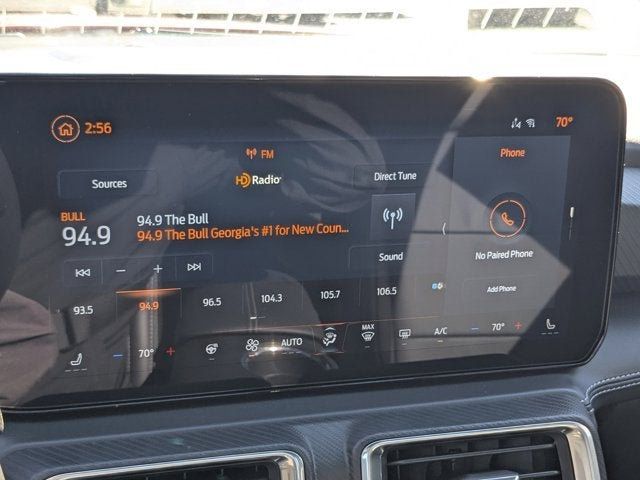 2:56
70°
FM
Phone
HD Radio
Sources
Direct Tune
BULL
94.9
94.9 The Bull
94.9 The Bull Georgia's #1 for New Coun...
No Paired Phone
Sound
Add Phone
93.5
94.9
96.5
104.3
105.7
106.5
70°
AUTO
MAX
A/C
70°